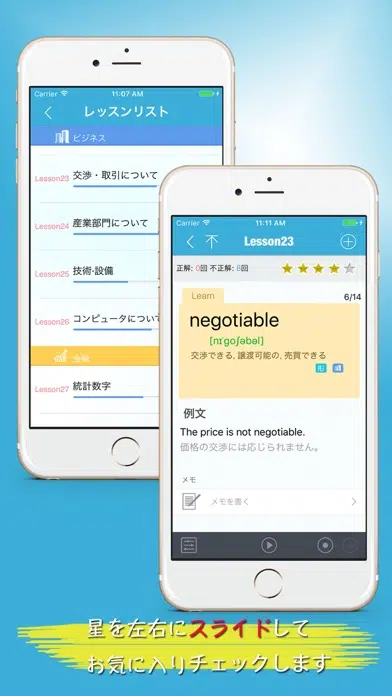 Carrier 11:07 AM
レッスンリスト
ビジネス
Lesson23 交渉・取引について
Lesson24 産業部門について
Lesson25 技術･設備
Lesson26 コンピュータについ
金融
Lesson27 統計数字
Carrier 11:11 AM
Lesson23
正解: 0回 不正解: 8回
Learn 6/14
negotiable
[nɪˈgoʃəbəl]
交渉できる, 譲渡可能の, 売買できる
例文
The price is not negotiable.
価格の交渉には応じられません。
メモ
メモを書く
星を左右にスライドして
お気に入りチェックします